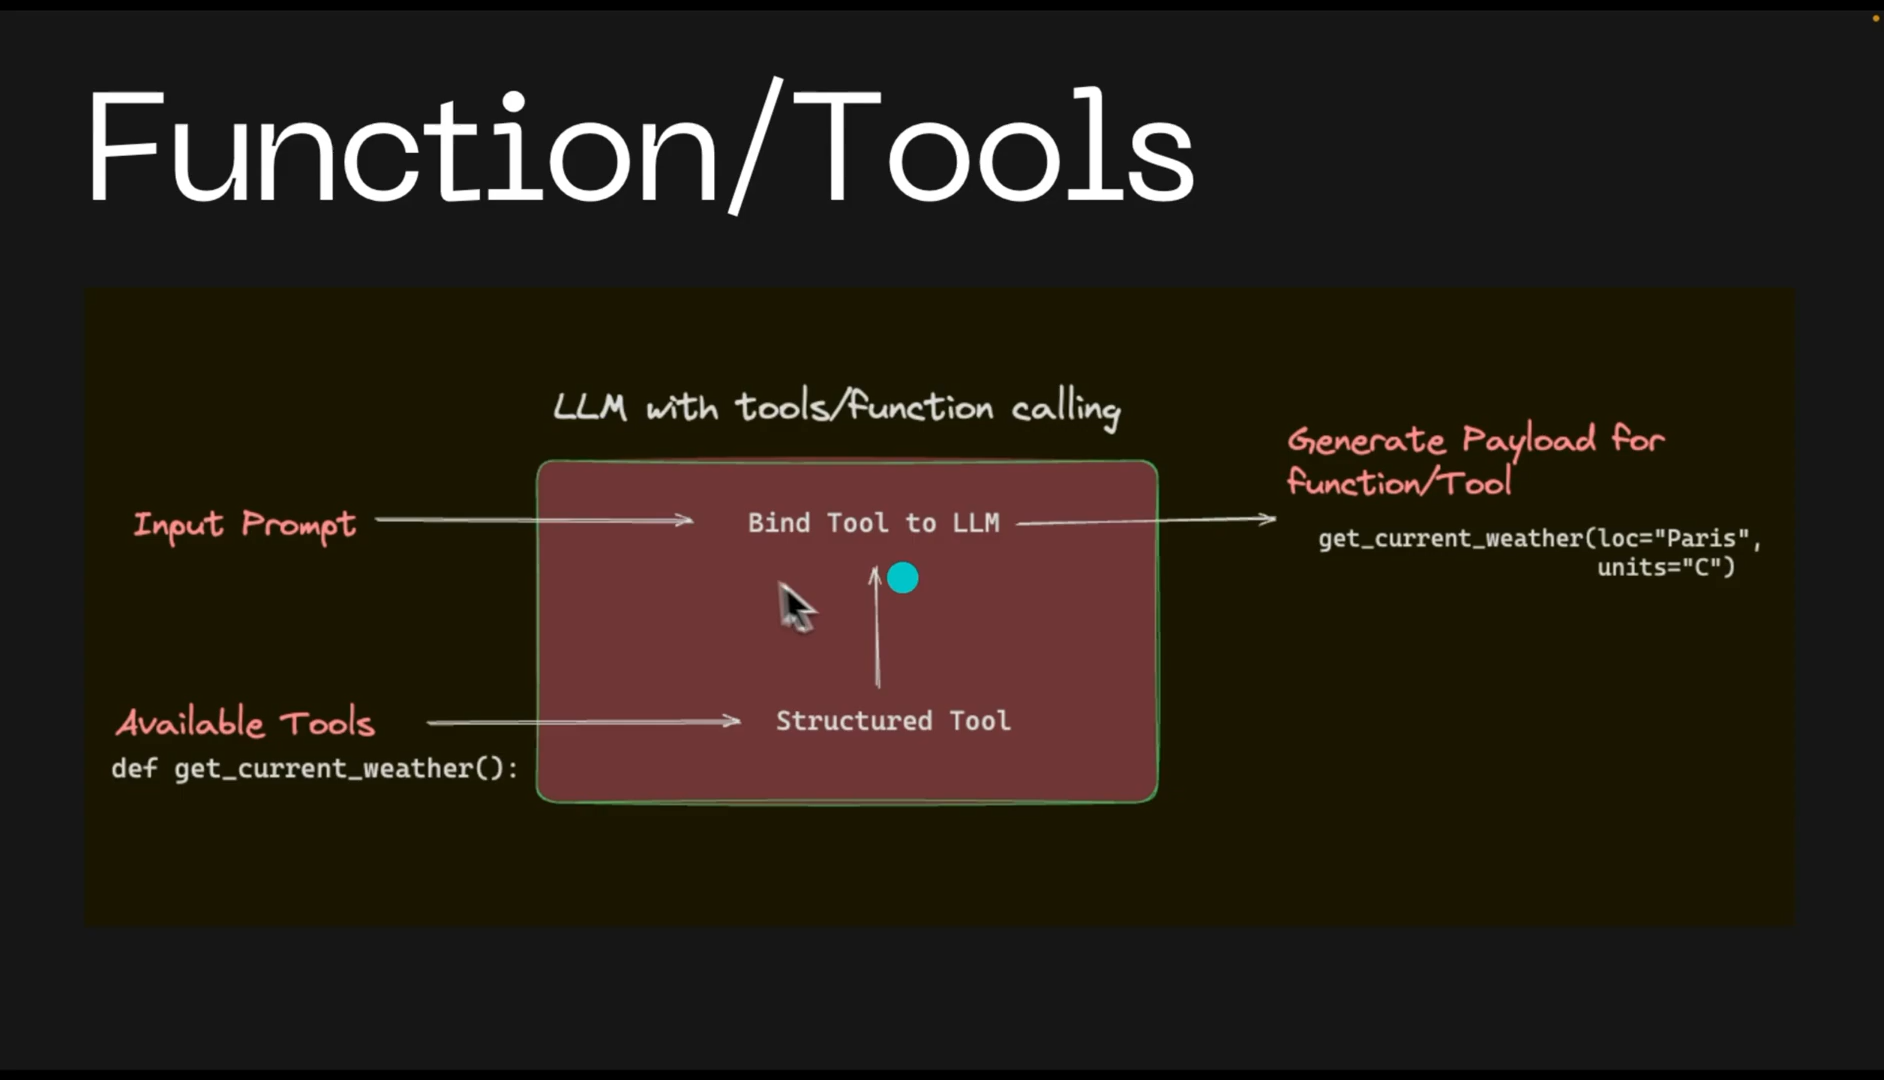 Function/Tools
LLM with tools/function calling
Generate Payload for
function/Tool
Input Prompt
Bind Tool to LLM
get_current_weather(loc="Paris",
units="C")
Available Tools
Structured Tool
def get_current_weather():